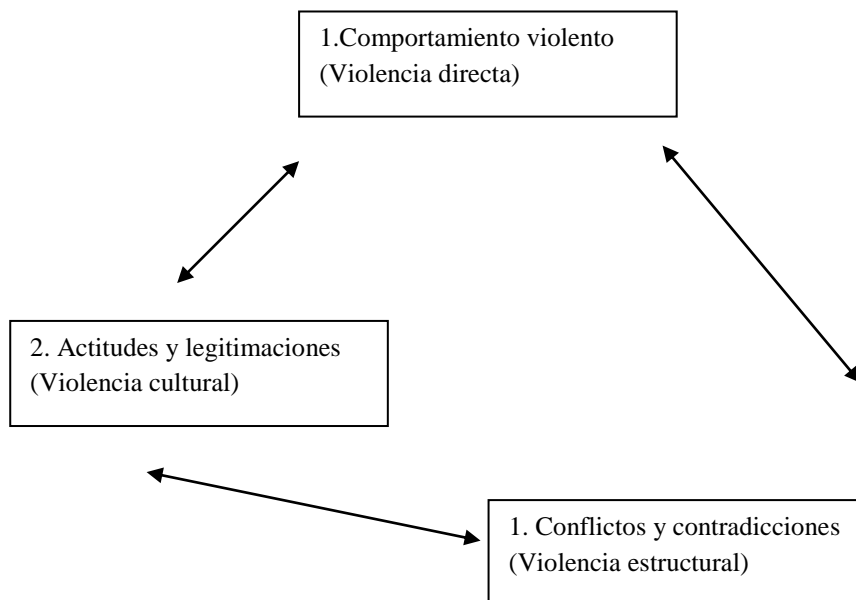 1.Comportamiento violento
(Violencia directa)
2. Actitudes y legitimaciones
(Violencia cultural)
1. Conflictos y contradicciones
(Violencia estructural)